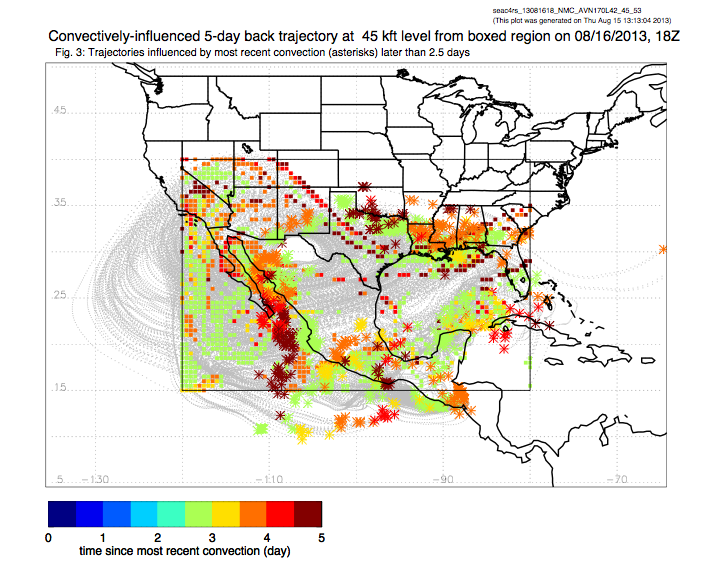 seac4rs_13081618_NMC_AVN170L42_45_53
(This plot was generated on Thu Aug 15 13:13:04 2013)
Convectively-influenced 5-day back trajectory at 45 kft level from boxed region on 08/16/2013, 18Z
Fig. 3: Trajectories influenced by most recent convection (asterisks) later than 2.5 days
45
35
25
15
5 -130 -110 -90 -70
0 1 2 3 4 5
time since most recent convection (day)